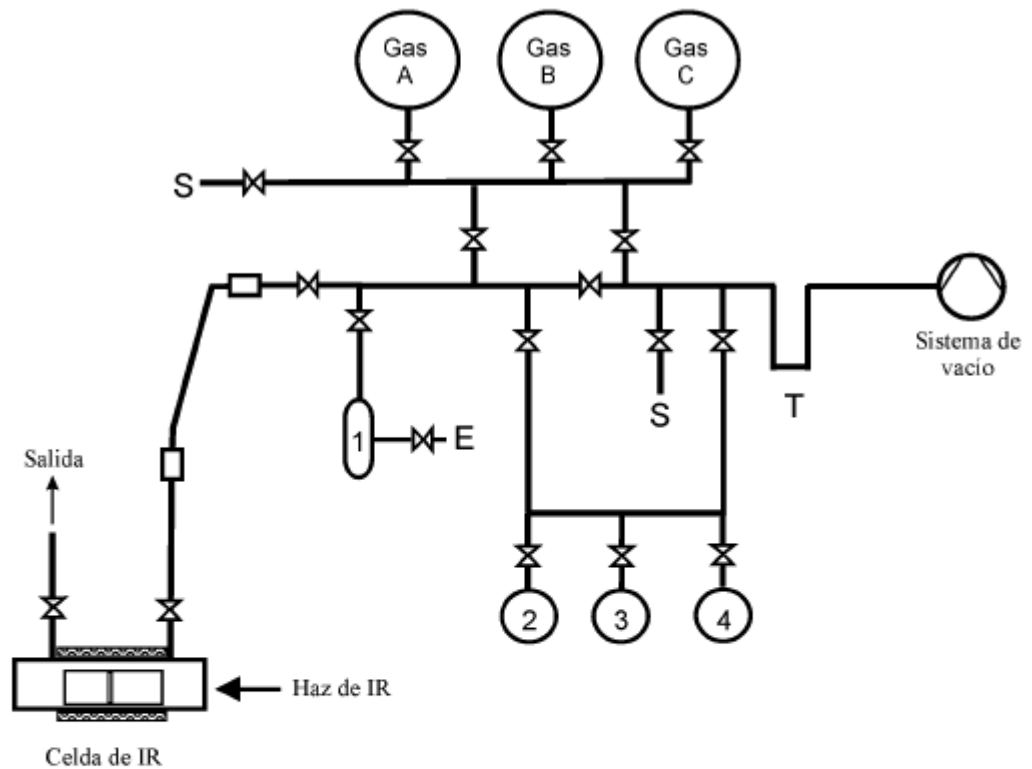 Gas
A
Gas
B
Gas
C
S
Sistema de
vacío
1
E
S
T
Salida
2
3
4
Haz de IR
Celda de IR